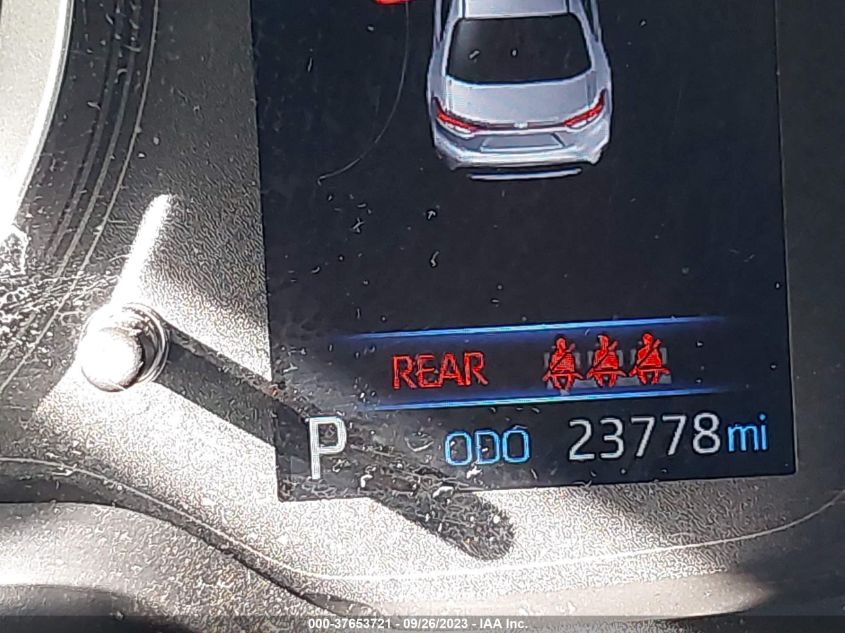 REAR
P ODO 23778 mi
000-37653721 - 09/26/2023 - IAA Inc.